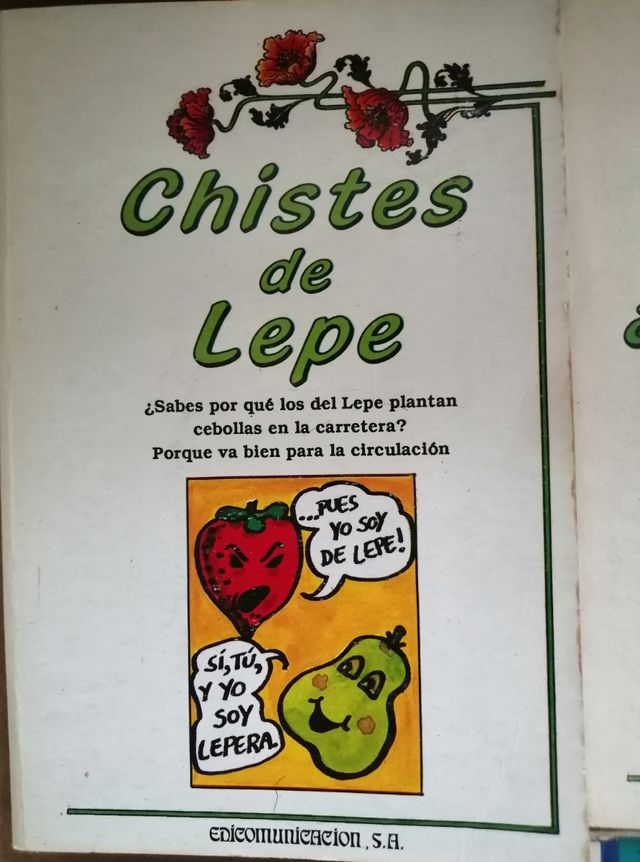 Chistes
de
Lepe
¿Sabes por qué los del Lepe plantan
cebollas en la carretera?
Porque va bien para la circulación
...PUES
YO SOY
DE LEPE!
SÍ, TÚ,
Y YO
SOY
LEPERA.
EDICOMUNICACION, S.A.